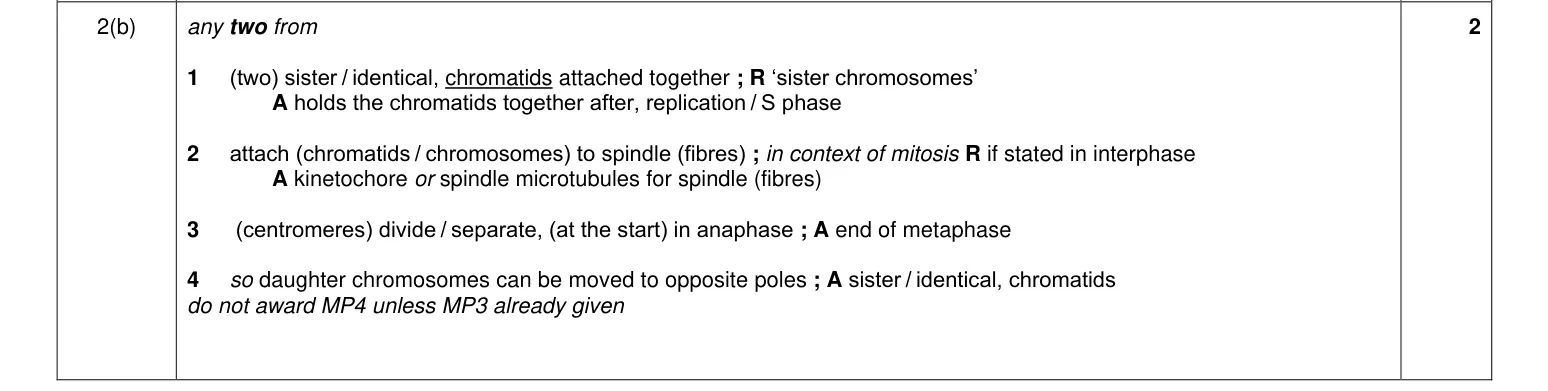 2(b) any two from 2
1 (two) sister / identical, chromatids attached together ; R ‘sister chromosomes’
A holds the chromatids together after, replication / S phase
2 attach (chromatids / chromosomes) to spindle (fibres) ; in context of mitosis R if stated in interphase
A kinetochore or spindle microtubules for spindle (fibres)
3 (centromeres) divide / separate, (at the start) in anaphase ; A end of metaphase
4 so daughter chromosomes can be moved to opposite poles ; A sister / identical, chromatids
do not award MP4 unless MP3 already given